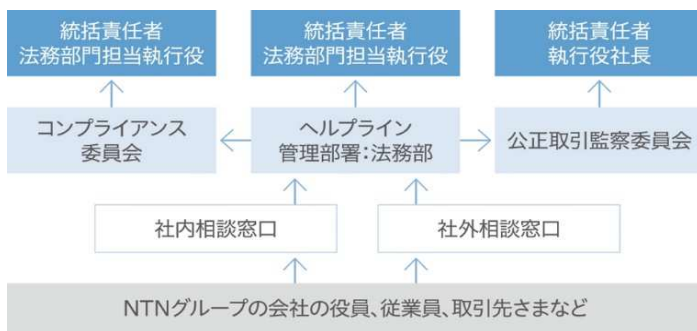 統括責任者
法務部門担当執行役
統括責任者
法務部門担当執行役
統括責任者
執行役社長
コンプライアンス
委員会
ヘルプライン
管理部署:法務部
公正取引監察委員会
社内相談窓口
社外相談窓口
NTNグループの会社の役員、従業員、取引先さまなど